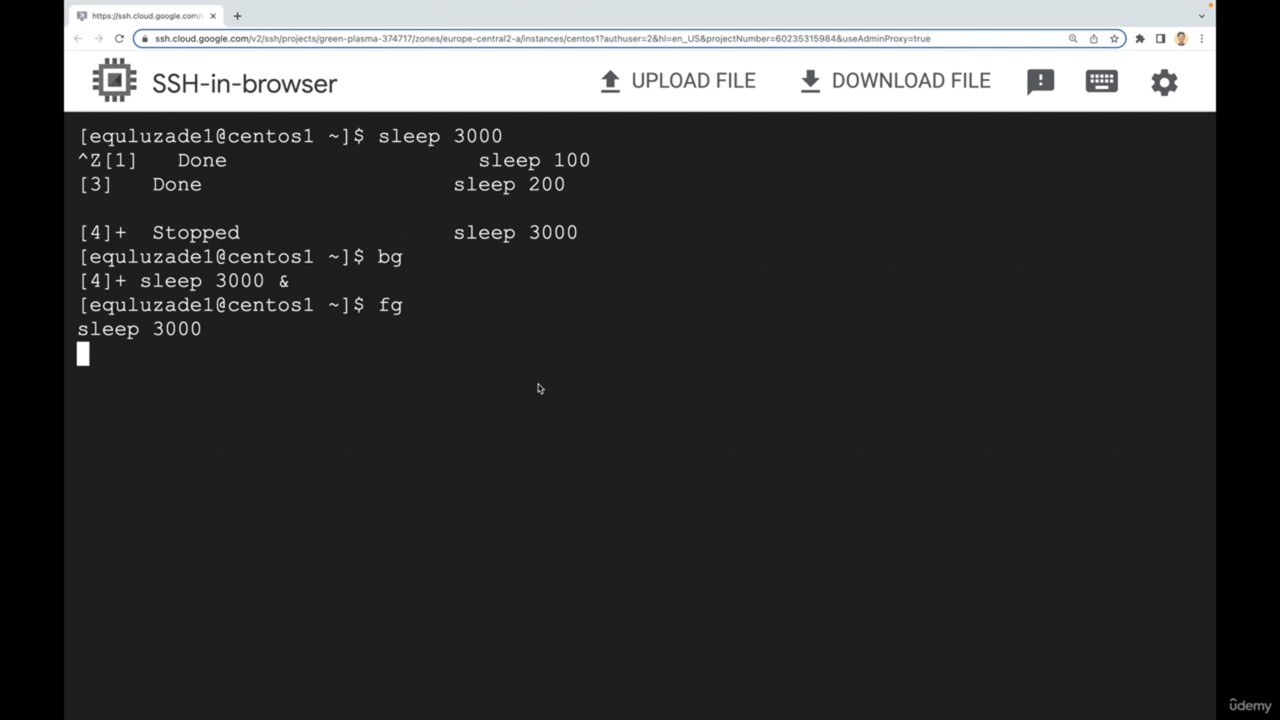 https://ssh.cloud.google.com/v
ssh.cloud.google.com/v2/ssh/projects/green-plasma-374717/zones/europe-central2-a/instances/centos1?authuser=2&hl=en_US&projectNumber=60235315984&useAdminProxy=true
SSH-in-browser
UPLOAD FILE
DOWNLOAD FILE
[equluzade1@centos1 ~]$ sleep 3000
^Z[1]   Done                    sleep 100
[3]   Done                    sleep 200
[4]+  Stopped                 sleep 3000
[equluzade1@centos1 ~]$ bg
[4]+ sleep 3000 &
[equluzade1@centos1 ~]$ fg
sleep 3000
ûdemy